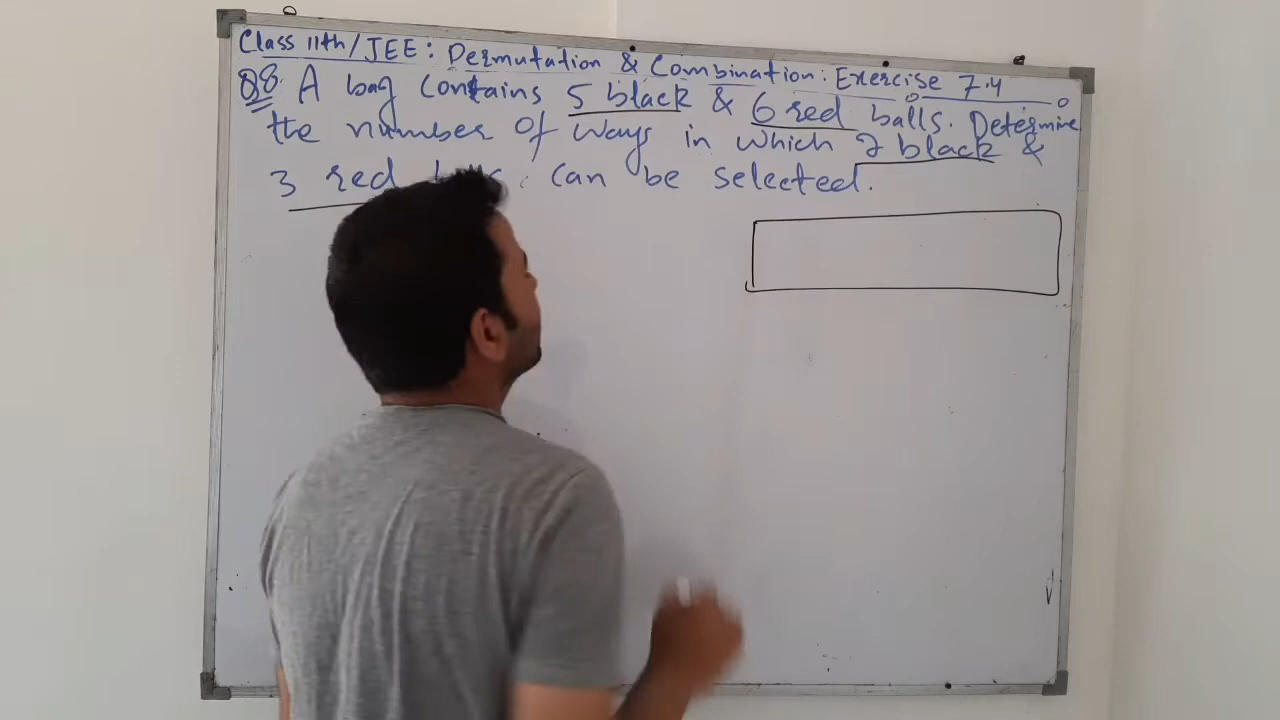 Class 11th/JEE: Permutation & Combination: Exercise 7.4
Q8. A bag contains 5 black & 6 red balls. Determine
the number of ways in which 2 black &
3 red can be selected.